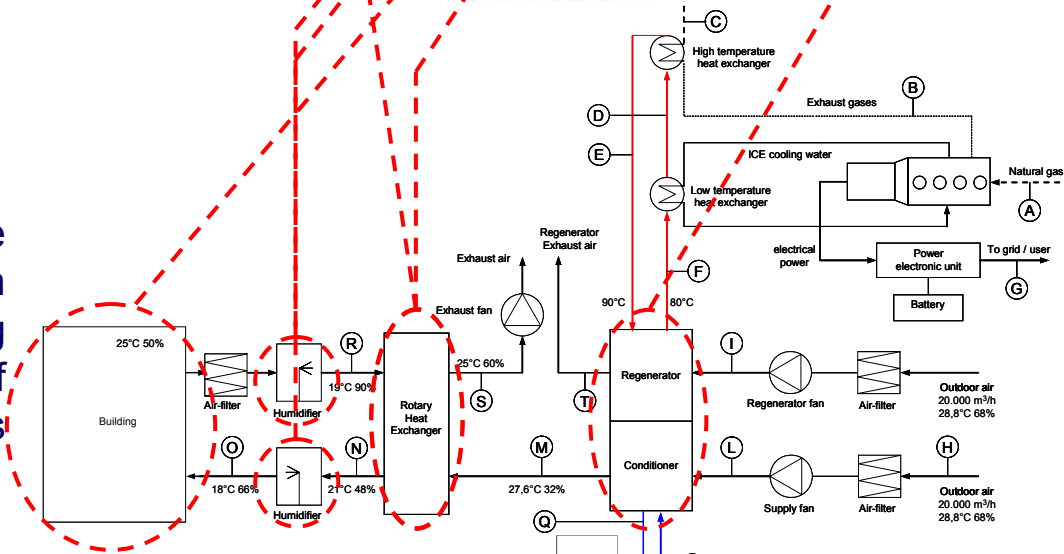 C
High temperature
heat exchanger
Exhaust gases
B
D
E
ICE cooling water
Natural gas
A
Low temperature
heat exchanger
Regenerator
Exhaust air
Exhaust air
electrical
power
Power
electronic unit
To grid / user
G
F
Battery
Exhaust fan
90°C
80°C
25°C 50%
R
I
25°C 60%
19°C 90%
S
T
Regenerator
Regenerator fan
Air-filter
Outdoor air
20.000 m³/h
28,8°C 68%
Air-filter
Humidifier
Building
Rotary
Heat
Exchanger
O
N
M
Conditioner
L
H
18°C 66%
21°C 48%
27,6°C 32%
Supply fan
Air-filter
Outdoor air
20.000 m³/h
28,8°C 68%
Humidifier
Q